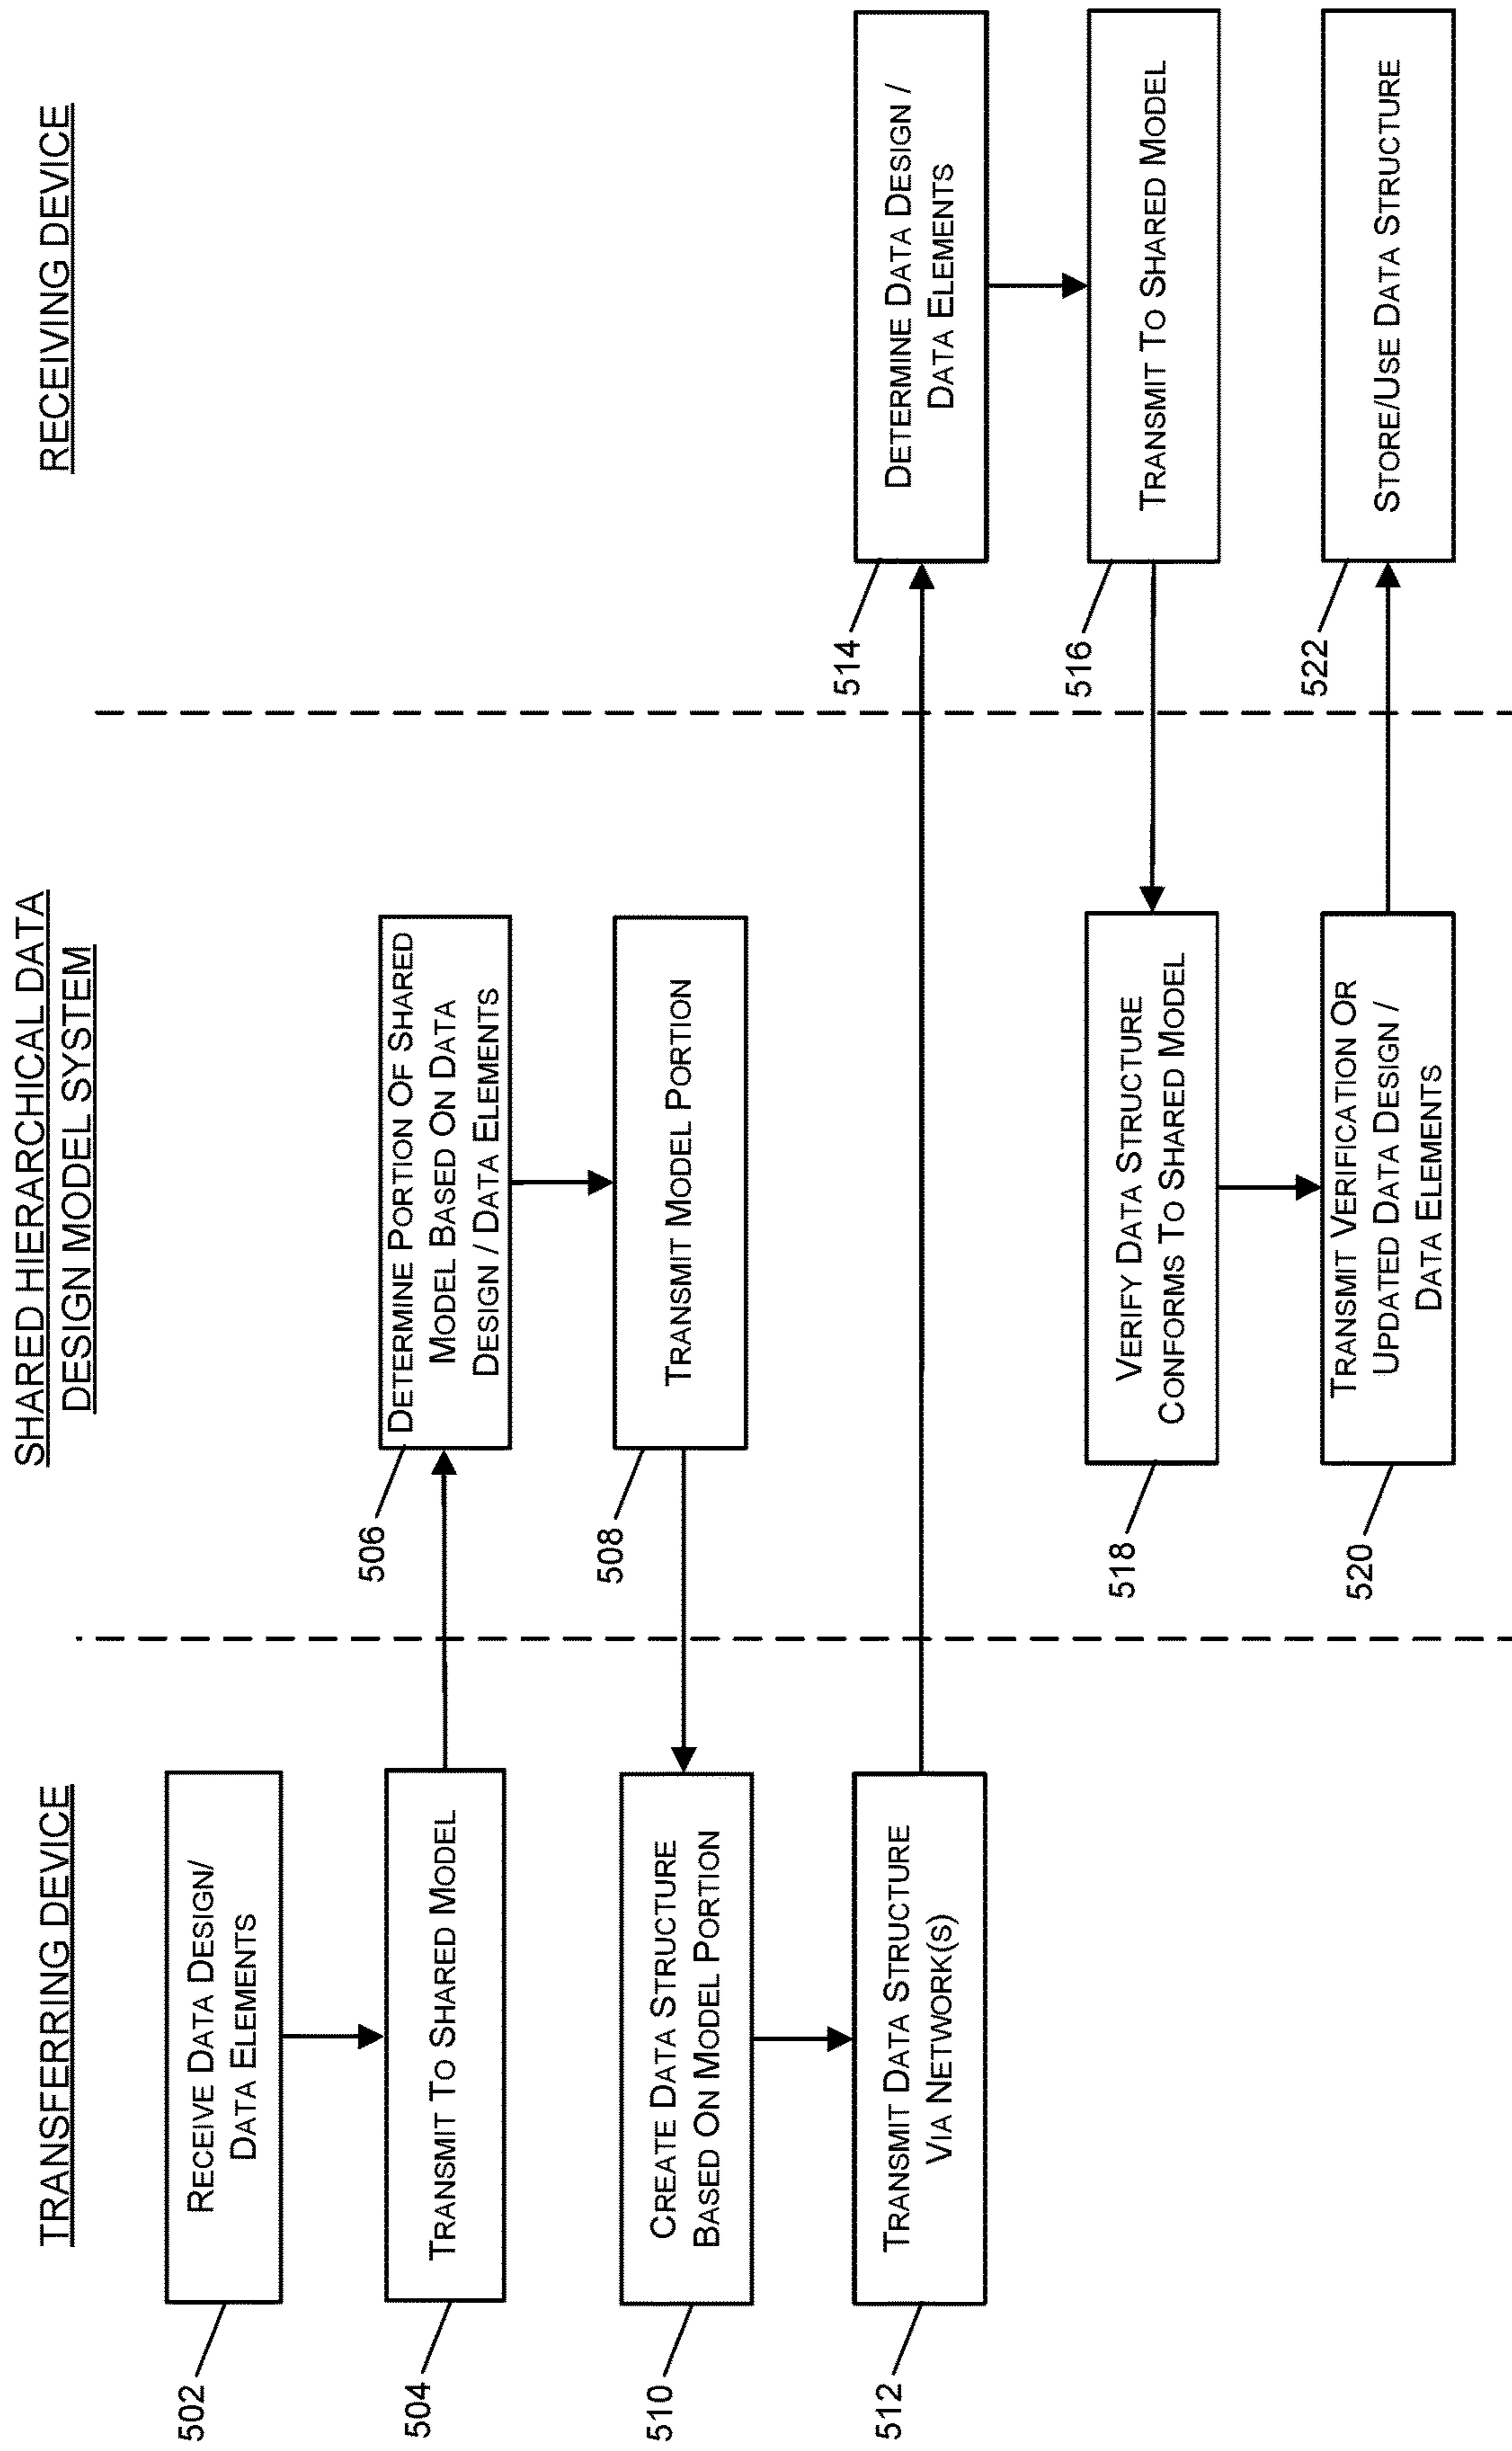 TRANSFERRING DEVICE
SHARED HIERARCHICAL DATA
DESIGN MODEL SYSTEM
RECEIVING DEVICE
502
RECEIVE DATA DESIGN/
DATA ELEMENTS
504
TRANSMIT TO SHARED MODEL
506
DETERMINE PORTION OF SHARED
MODEL BASED ON DATA
DESIGN / DATA ELEMENTS
508
TRANSMIT MODEL PORTION
510
CREATE DATA STRUCTURE
BASED ON MODEL PORTION
512
TRANSMIT DATA STRUCTURE
VIA NETWORK(S)
514
DETERMINE DATA DESIGN /
DATA ELEMENTS
516
TRANSMIT TO SHARED MODEL
518
VERIFY DATA STRUCTURE
CONFORMS TO SHARED MODEL
520
TRANSMIT VERIFICATION OR
UPDATED DATA DESIGN /
DATA ELEMENTS
522
STORE/USE DATA STRUCTURE